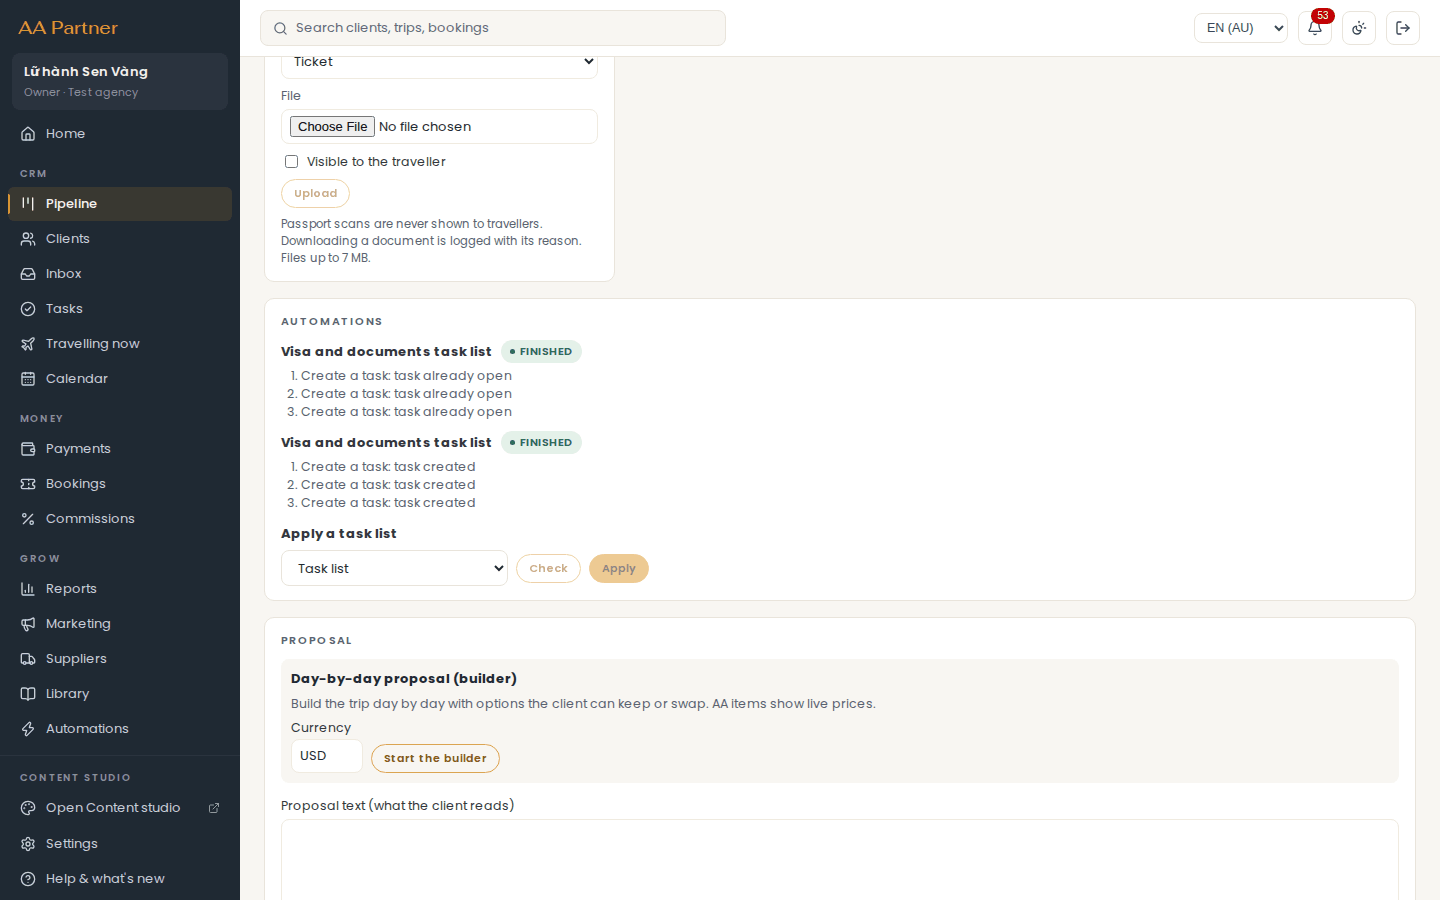 AA Partner
Lữ hành Sen Vàng
Owner · Test agency
Home
CRM
Pipeline
Clients
Inbox
Tasks
Travelling now
Calendar
MONEY
Payments
Bookings
Commissions
GROW
Reports
Marketing
Suppliers
Library
Automations
CONTENT STUDIO
Open Content studio
Settings
Help & what's new
Search clients, trips, bookings
EN (AU)
53
Ticket
File
Choose File No file chosen
Visible to the traveller
Upload
Passport scans are never shown to travellers.
Downloading a document is logged with its reason.
Files up to 7 MB.
AUTOMATIONS
Visa and documents task list FINISHED
1. Create a task: task already open
2. Create a task: task already open
3. Create a task: task already open
Visa and documents task list FINISHED
1. Create a task: task created
2. Create a task: task created
3. Create a task: task created
Apply a task list
Task list Check Apply
PROPOSAL
Day-by-day proposal (builder)
Build the trip day by day with options the client can keep or swap. AA items show live prices.
Currency
USD Start the builder
Proposal text (what the client reads)